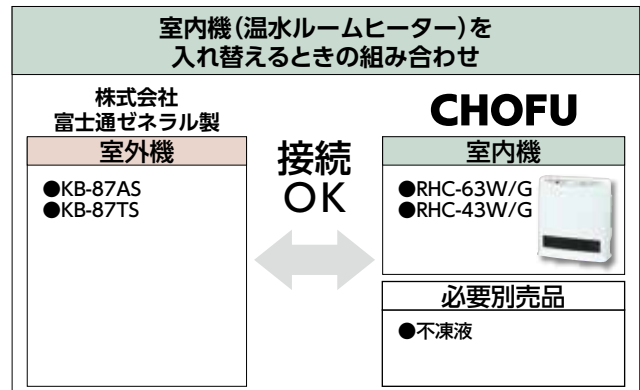 室内機(温水ルームヒーター)を
入れ替えるときの組み合わせ
株式会社
富士通ゼネラル製
室外機
●KB-87AS
●KB-87TS
接続
OK
CHOFU
室内機
●RHC-63W/G
●RHC-43W/G
必要別売品
●不凍液